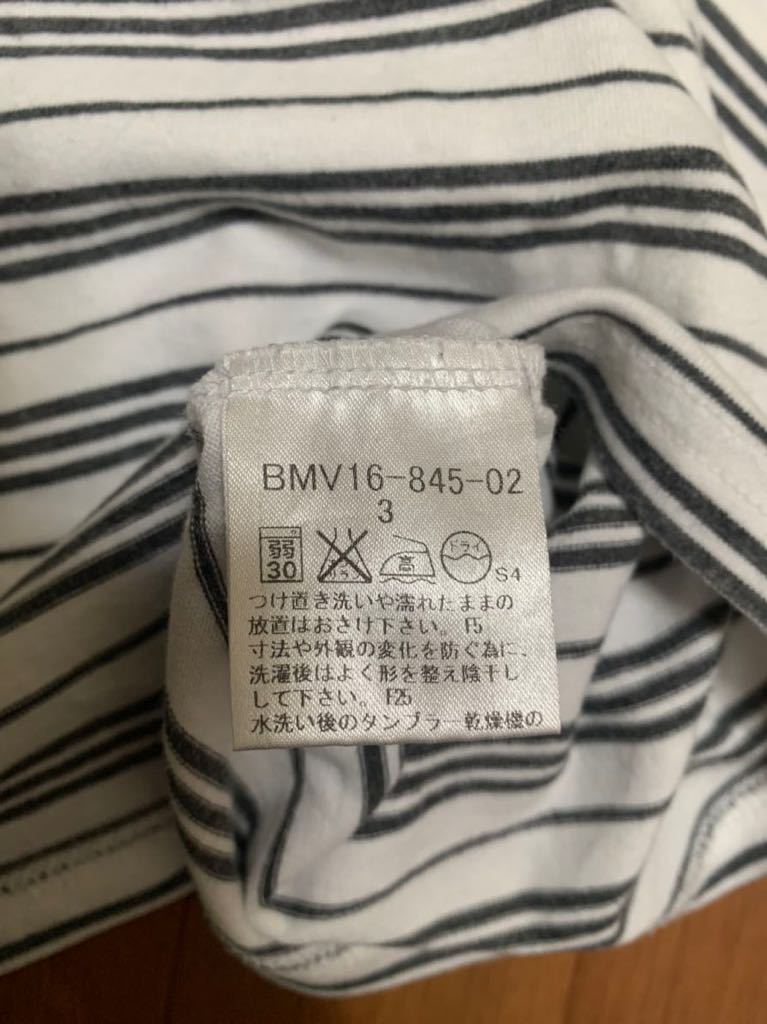 BMV16-845-02
3
弱 30 高 ドライ S4
つけ直き洗いや濡れたままの
放置はおさけ下さい。F5
寸法や外観の変化を防ぐ為に、
洗濯後はよく形を整え陰干し
して下さい。F25
水洗い後のタンブラー乾燥機の